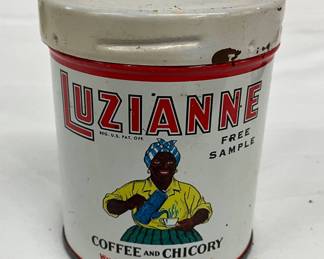 LUZIANNE
REG. U.S. PAT. OFF.
FREE
SAMPLE
COFFEE AND CHICORY